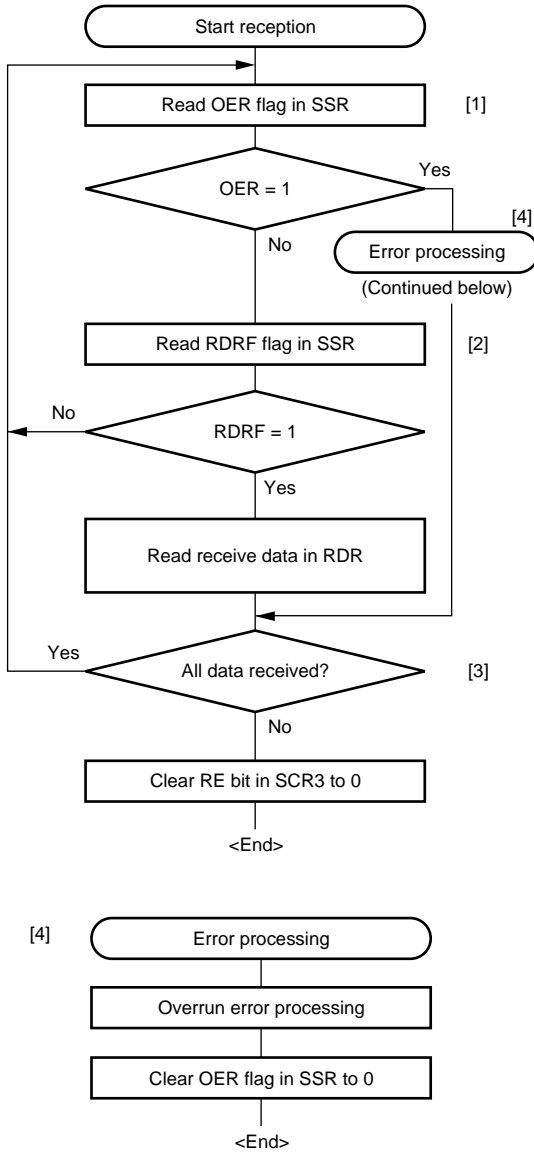 Start reception
Read OER flag in SSR
[1]
OER = 1
Yes
No
[4]
Error processing
(Continued below)
Read RDRF flag in SSR
[2]
No
RDRF = 1
Yes
Read receive data in RDR
Yes
All data received?
[3]
No
Clear RE bit in SCR3 to 0
<End>
[4]
Error processing
Overrun error processing
Clear OER flag in SSR to 0
<End>